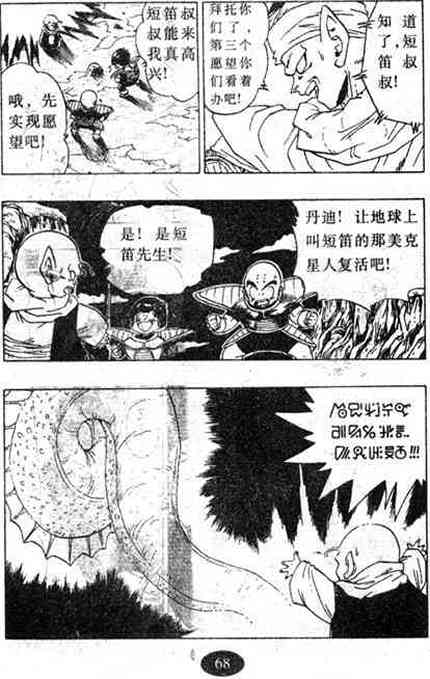 道短
知了，笛
叔！
拜托你
们了，
第三个
愿望你
们看着
办吧！
短笛叔来
叔能真高
我兴！
哦，先
实现愿
望吧！
丹迪！让地球上
叫短笛的那美克
星人复活吧！
是！是短
笛先生！
68